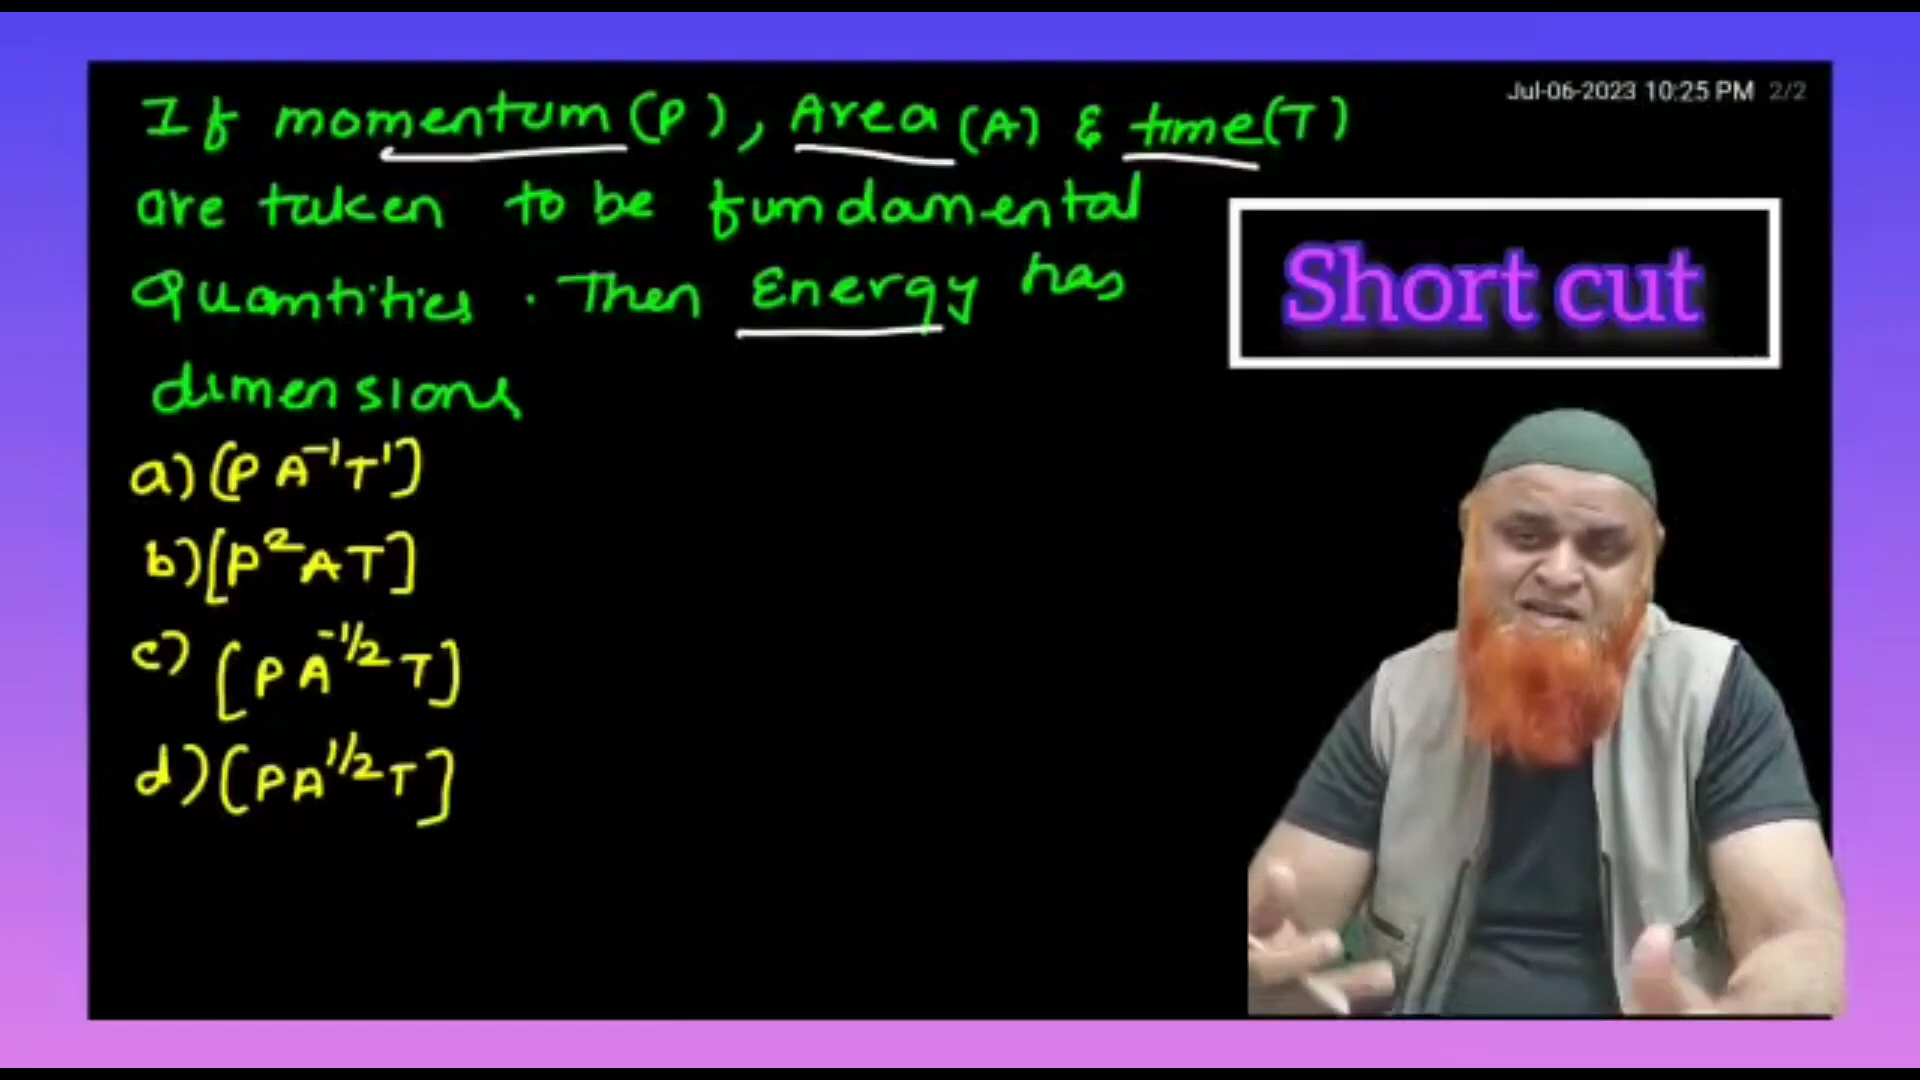 If momentum (P), Area (A) & time (T)
are taken to be fundamental
Quantities. Then Energy has
dimensions
a) [P A⁻¹ T¹]
b) [P² A T]
c) [P A⁻¹/² T]
d) [P A¹/² T]
Jul-06-2023 10:25 PM 2/2
Short cut